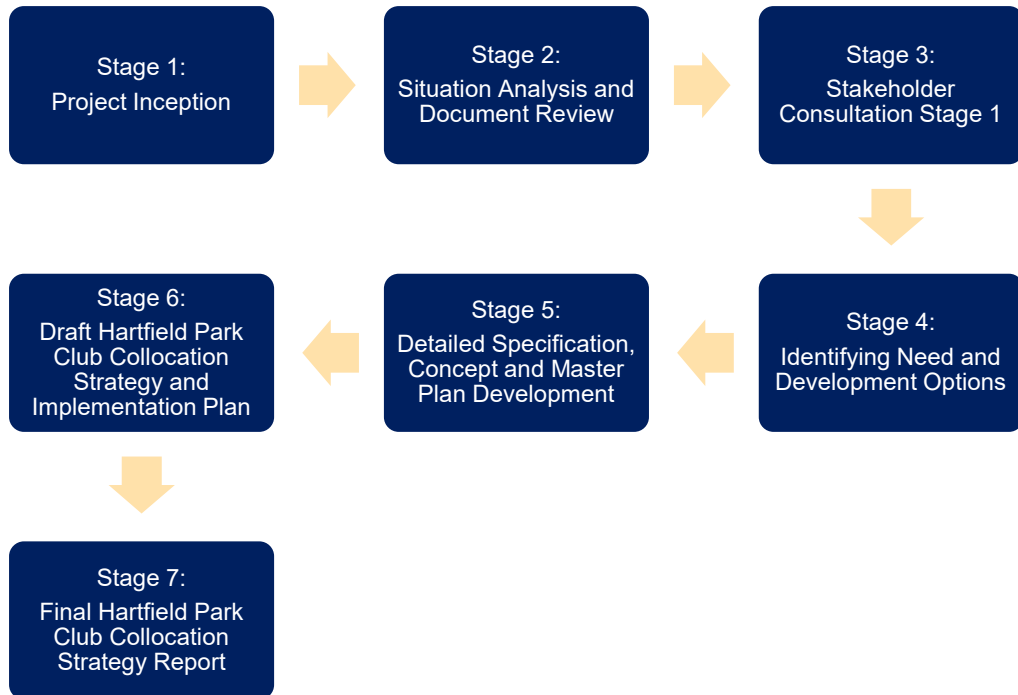 Stage 1:
Project Inception
Stage 2:
Situation Analysis and
Document Review
Stage 3:
Stakeholder
Consultation Stage 1
Stage 4:
Identifying Need and
Development Options
Stage 5:
Detailed Specification,
Concept and Master
Plan Development
Stage 6:
Draft Hartfield Park
Club Collocation
Strategy and
Implementation Plan
Stage 7:
Final Hartfield Park
Club Collocation
Strategy Report